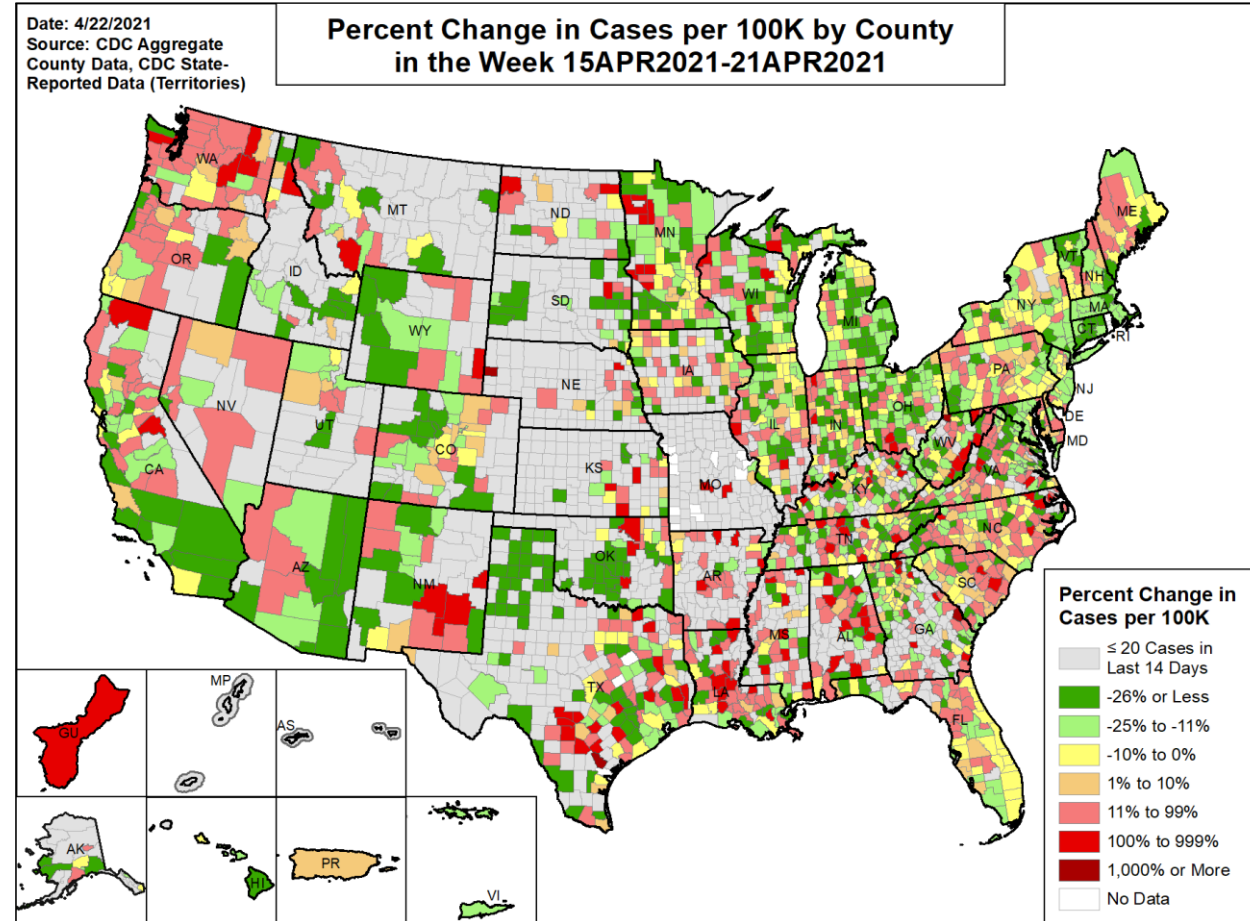 Date: 4/22/2021
Source: CDC Aggregate
County Data, CDC State-
Reported Data (Territories)
Percent Change in Cases per 100K by County
in the Week 15APR2021-21APR2021
WA
MT
ND
MN
ME
OR
ID
SD
WI
MI
VT
NH
NY
MA
CT
RI
WY
IA
NE
PA
NJ
NV
UT
CO
IL
IN
OH
DE
MD
WV
VA
CA
KS
MO
KY
AZ
NM
OK
AR
TN
NC
SC
MS
AL
GA
TX
LA
FL
GU
MP
AS
AK
HI
PR
VI
Percent Change in
Cases per 100K
≤ 20 Cases in
Last 14 Days
-26% or Less
-25% to -11%
-10% to 0%
1% to 10%
11% to 99%
100% to 999%
1,000% or More
No Data